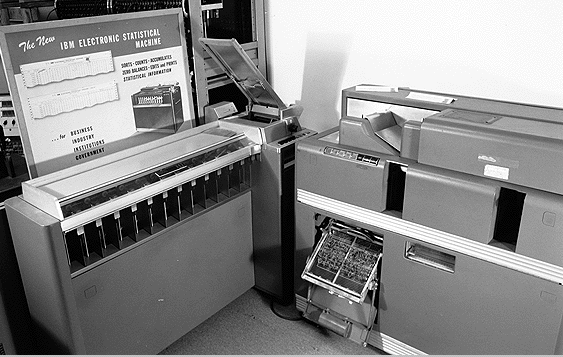 The New
IBM ELECTRONIC STATISTICAL
MACHINE
SORTS · COUNTS · ACCUMULATES
ZERO BALANCES · EDITS and PRINTS
STATISTICAL INFORMATION
... for BUSINESS
INDUSTRY
INSTITUTIONS
GOVERNMENT